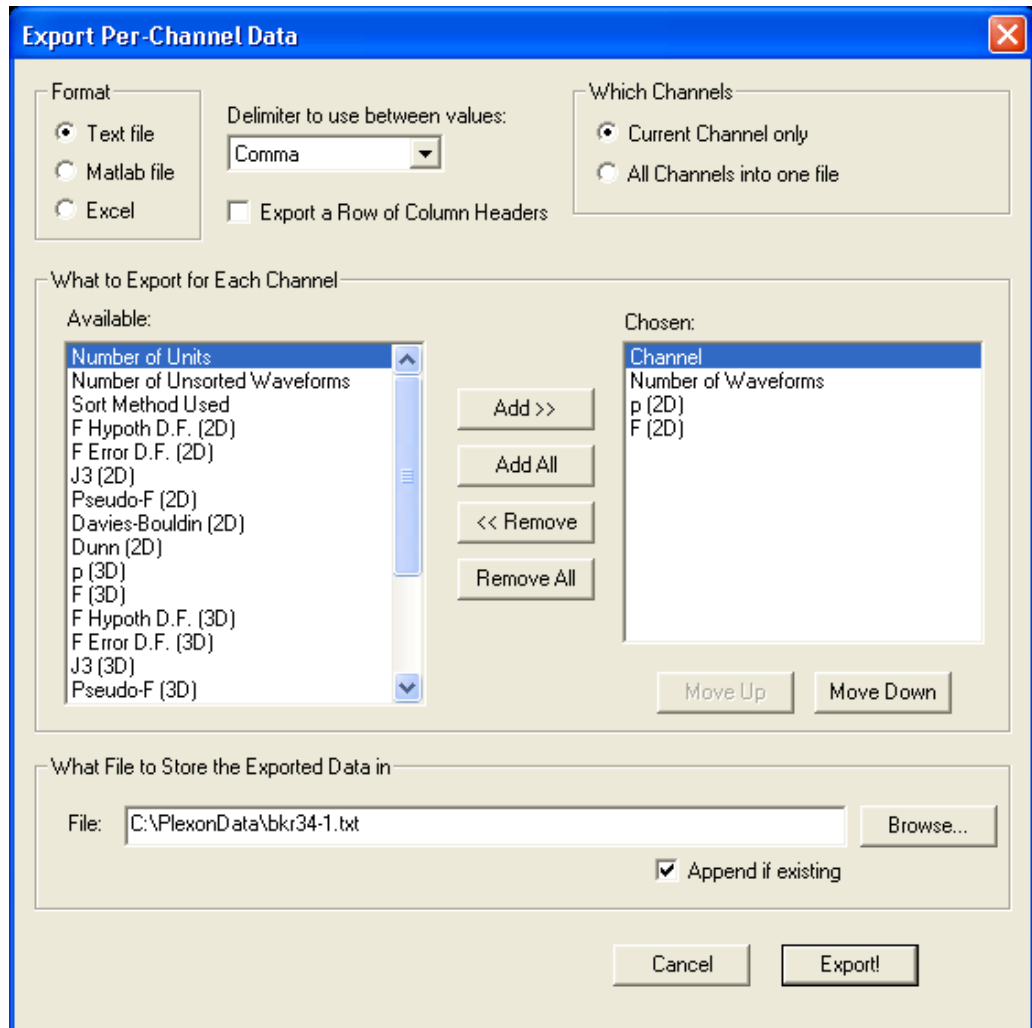 Export Per-Channel Data
Format
Text file
Matlab file
Excel
Delimiter to use between values:
Comma
Export a Row of Column Headers
Which Channels
Current Channel only
All Channels into one file
What to Export for Each Channel
Available:
Number of Units
Number of Unsorted Waveforms
Sort Method Used
F Hypoth D.F. (2D)
F Error D.F. (2D)
J3 (2D)
Pseudo-F (2D)
Davies-Bouldin (2D)
Dunn (2D)
p (3D)
F (3D)
F Hypoth D.F. (3D)
F Error D.F. (3D)
J3 (3D)
Pseudo-F (3D)
Add >>
Add All
<< Remove
Remove All
Chosen:
Channel
Number of Waveforms
p (2D)
F (2D)
Move Up
Move Down
What File to Store the Exported Data in
File:
C:\PlexonData\bkr34-1.txt
Browse...
Append if existing
Cancel
Export!